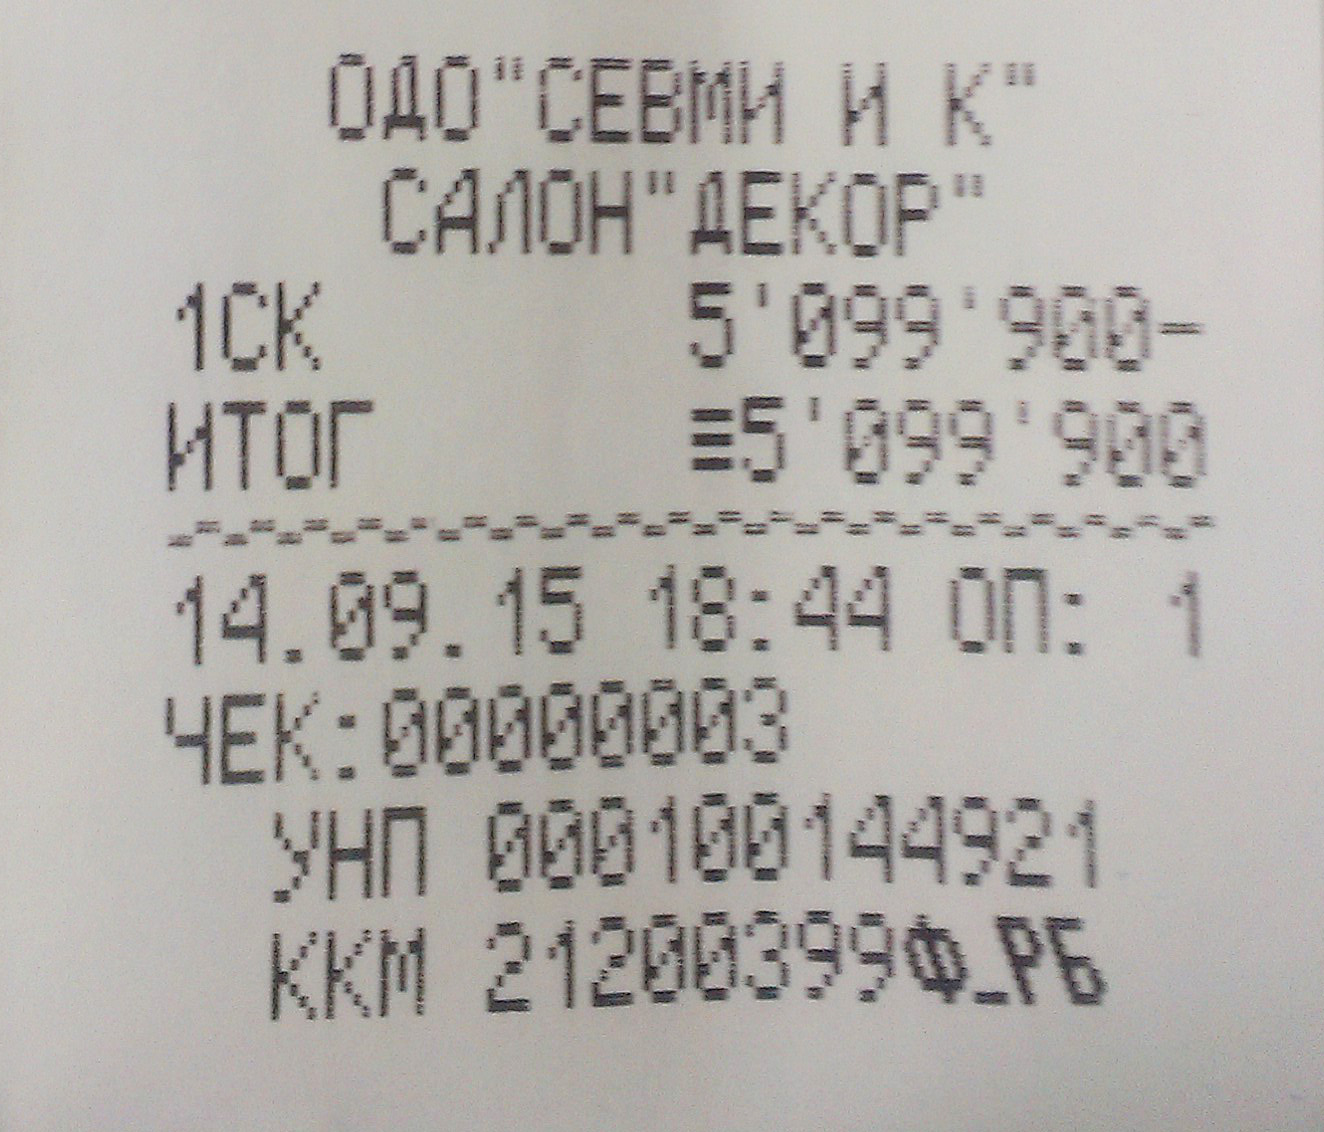 ОДО"СЕВМИ И К"
САЛОН"ДЕКОР"
1СК 5'099'900-
ИТОГ ≡5'099'900
14.09.15 18:44 ОП: 1
ЧЕК:00000003
УНП 000100144921
ККМ 21200399Ф_РБ